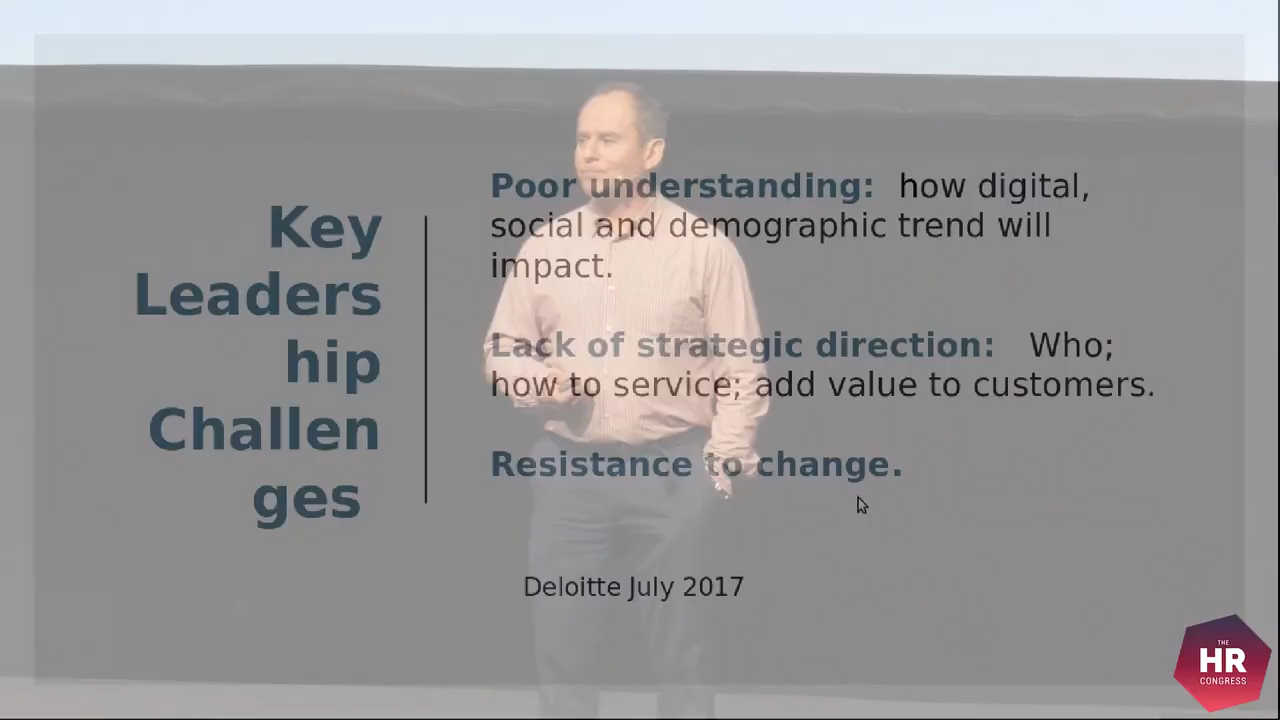 Key
Leaders
hip
Challen
ges
Poor understanding: how digital,
social and demographic trend will
impact.
Lack of strategic direction: Who;
how to service; add value to customers.
Resistance to change.
Deloitte July 2017
THE
HR
CONGRESS